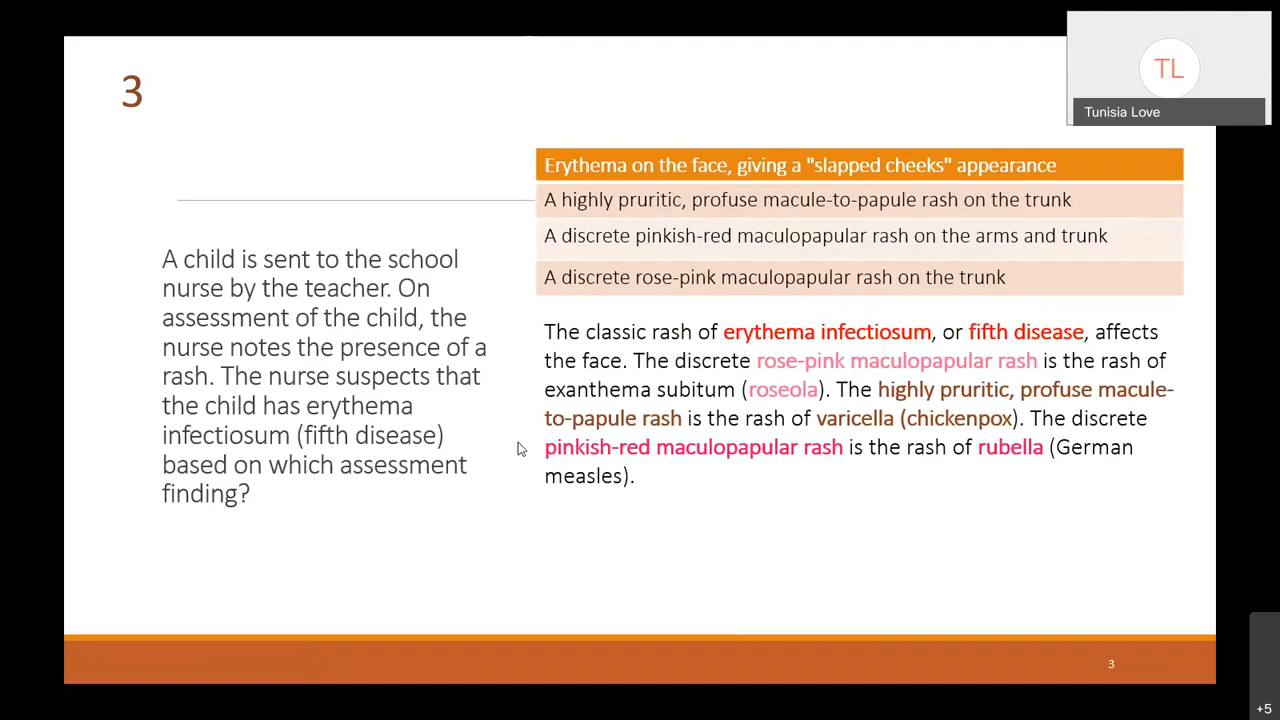 3
TL
Tunisia Love
Erythema on the face, giving a "slapped cheeks" appearance
A highly pruritic, profuse macule-to-papule rash on the trunk
A discrete pinkish-red maculopapular rash on the arms and trunk
A discrete rose-pink maculopapular rash on the trunk
A child is sent to the school
nurse by the teacher. On
assessment of the child, the
nurse notes the presence of a
rash. The nurse suspects that
the child has erythema
infectiosum (fifth disease)
based on which assessment
finding?
The classic rash of erythema infectiosum, or fifth disease, affects
the face. The discrete rose-pink maculopapular rash is the rash of
exanthema subitum (roseola). The highly pruritic, profuse macule-
to-papule rash is the rash of varicella (chickenpox). The discrete
pinkish-red maculopapular rash is the rash of rubella (German
measles).
3
+5